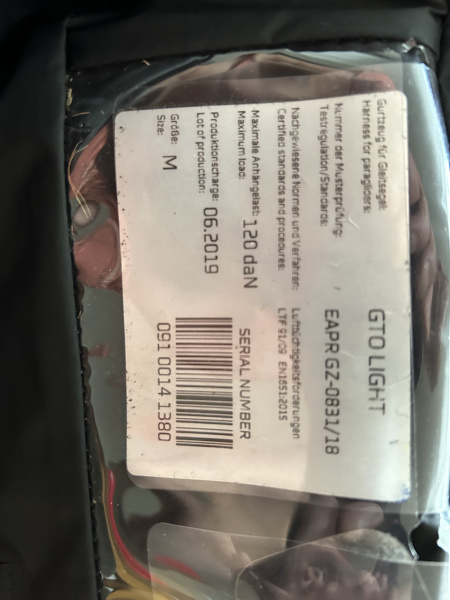 Gurtzeug für Gleitsegel:
Harness for paragliders:
GTO LIGHT
Nummer der Musterprüfung:
Testregulation/Standards:
EAPR GZ-0831/18
Nachgewiesene Normen und Verfahren:
Certified standards and procedures:
Lufttüchtigkeitsforderungen
LTF 91/09 EN1651:2015
Maximale Anhängelast:
Maximum load:
120 daN
SERIAL NUMBER
Produktionscharge:
Lot of production:
06.2019
Größe:
Size:
M
091 0014 1380